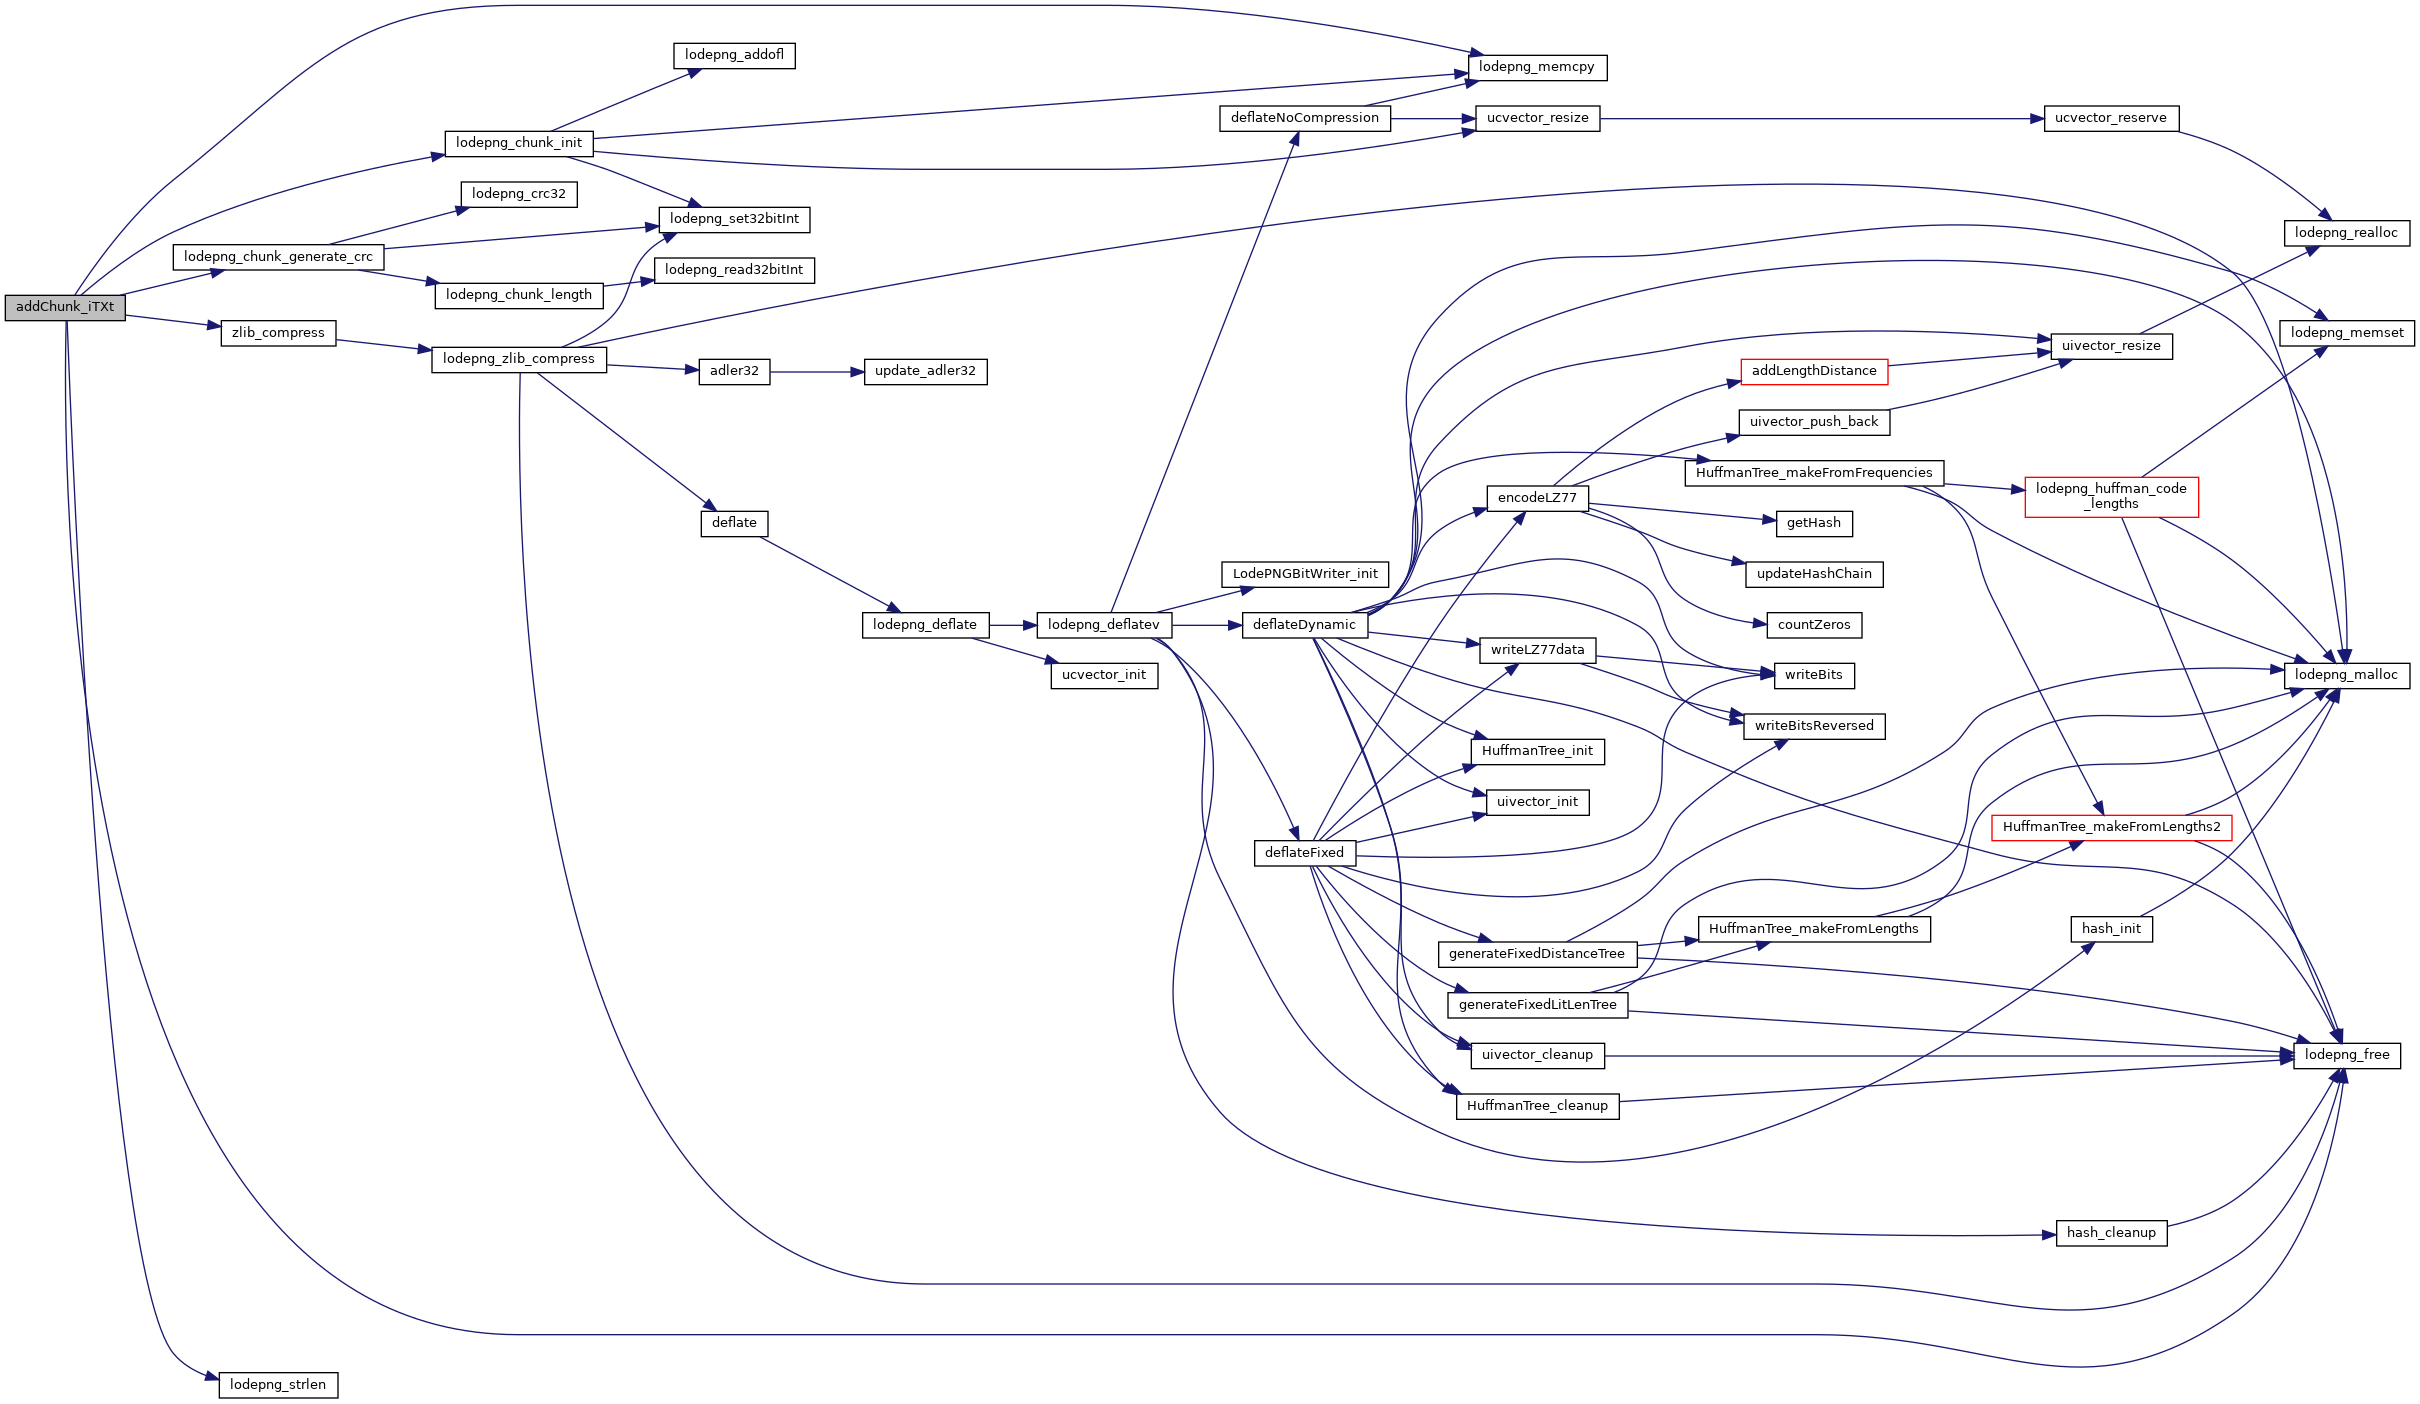 addChunk_iTXt
lodepng_addofl
lodepng_memcpy
lodepng_chunk_init
deflateNoCompression
ucvector_resize
ucvector_reserve
lodepng_crc32
lodepng_set32bitInt
lodepng_realloc
lodepng_chunk_generate_crc
lodepng_read32bitInt
lodepng_chunk_length
zlib_compress
lodepng_memset
lodepng_zlib_compress
uivector_resize
adler32
update_adler32
addLengthDistance
uivector_push_back
HuffmanTree_makeFromFrequencies
encodeLZ77
lodepng_huffman_code
_lengths
deflate
getHash
LodePNGBitWriter_init
updateHashChain
lodepng_deflate
lodepng_deflatev
deflateDynamic
countZeros
writeLZ77data
ucvector_init
writeBits
lodepng_malloc
writeBitsReversed
HuffmanTree_init
uivector_init
HuffmanTree_makeFromLengths2
deflateFixed
HuffmanTree_makeFromLengths
hash_init
generateFixedDistanceTree
generateFixedLitLenTree
uivector_cleanup
lodepng_free
HuffmanTree_cleanup
hash_cleanup
lodepng_strlen